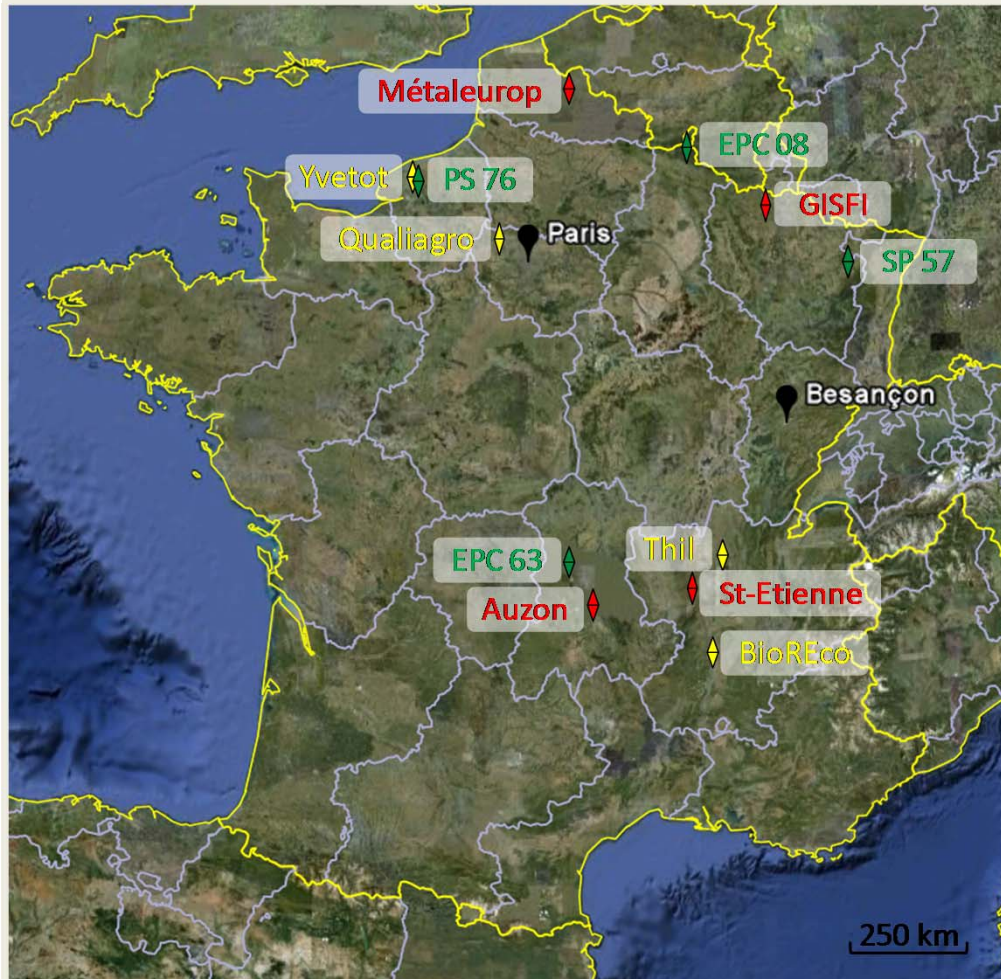 Métaleurop
EPC 08
Yvetot
PS 76
GISFI
Qualiagro
Paris
SP 57
Besançon
Thil
EPC 63
St-Etienne
Auzon
BioREco
250 km